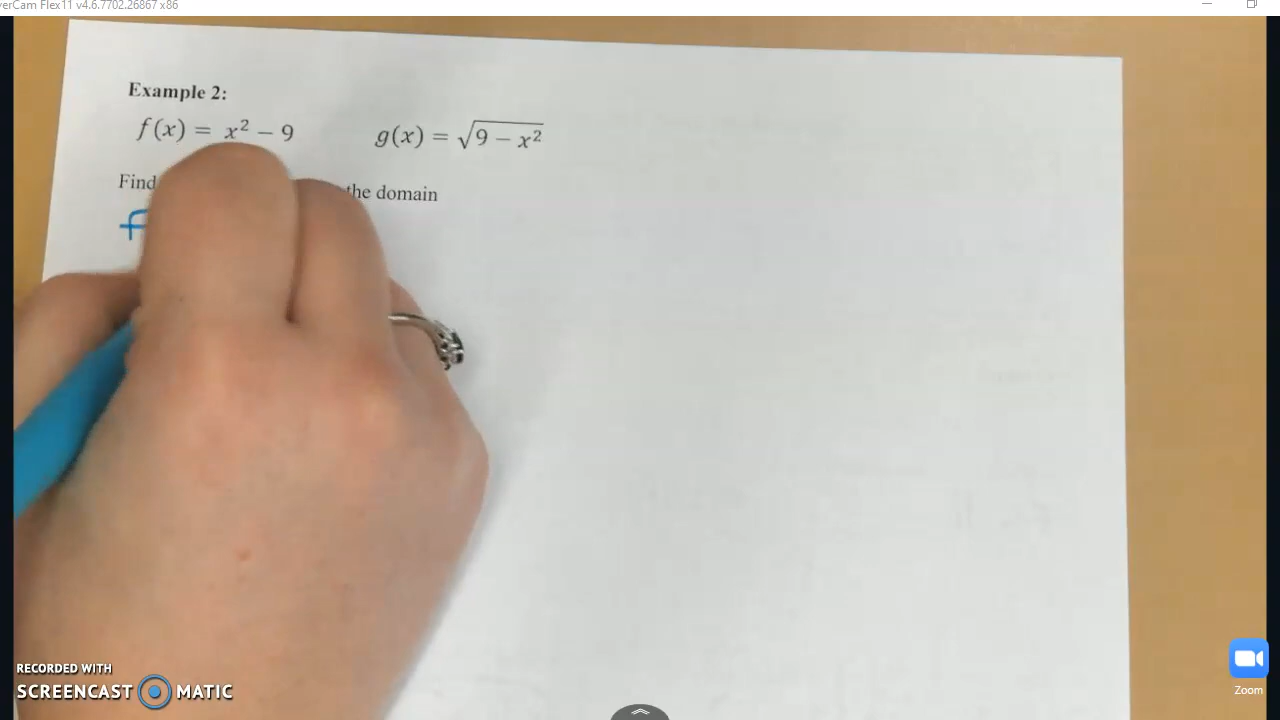 verCam Flex11 v4.6.7702.26867 x86
Example 2:
f(x) = x² − 9 g(x) = √9 − x²
Find the domain
f
RECORDED WITH
SCREENCAST MATIC
Zoom